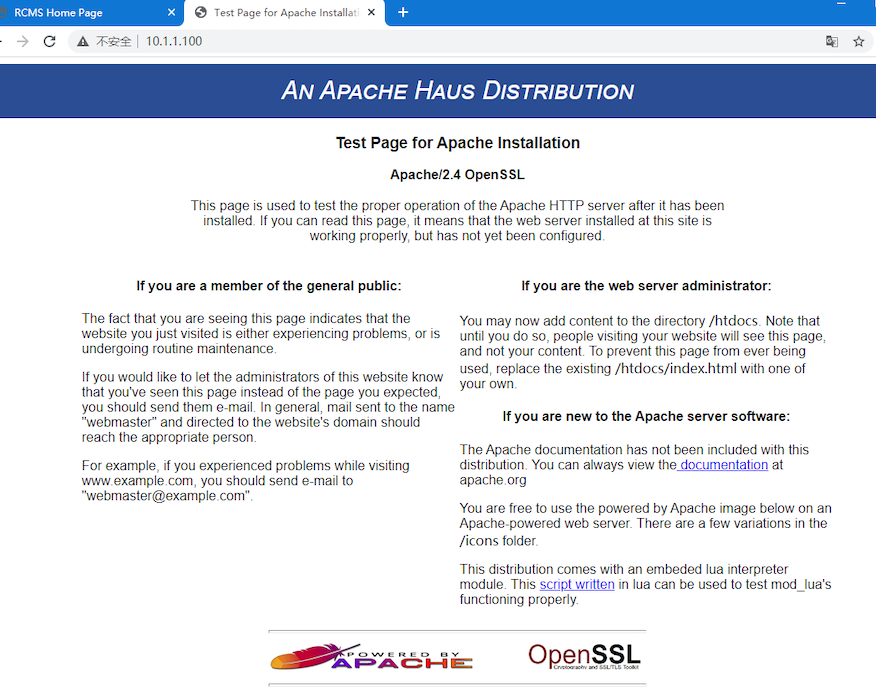 RCMS Home Page
Test Page for Apache Installati
不安全
10.1.1.100
AN APACHE HAUS DISTRIBUTION
Test Page for Apache Installation
Apache/2.4 OpenSSL
This page is used to test the proper operation of the Apache HTTP server after it has been
installed. If you can read this page, it means that the web server installed at this site is
working properly, but has not yet been configured.
If you are a member of the general public:
The fact that you are seeing this page indicates that the
website you just visited is either experiencing problems, or is
undergoing routine maintenance.
If you would like to let the administrators of this website know
that you've seen this page instead of the page you expected,
you should send them e-mail. In general, mail sent to the name
"webmaster" and directed to the website's domain should
reach the appropriate person.
For example, if you experienced problems while visiting
www.example.com, you should send e-mail to
"webmaster@example.com".
If you are the web server administrator:
You may now add content to the directory /htdocs. Note that
until you do so, people visiting your website will see this page,
and not your content. To prevent this page from ever being
used, replace the existing /htdocs/index.html with one of
your own.
If you are new to the Apache server software:
The Apache documentation has not been included with this
distribution. You can always view the documentation at
apache.org
You are free to use the powered by Apache image below on an
Apache-powered web server. There are a few variations in the
/icons folder.
This distribution comes with an embeded lua interpreter
module. This script written in lua can be used to test mod_lua's
functioning properly.
POWERED BY
APACHE
OpenSSL
Cryptography and SSL/TLS Toolkit